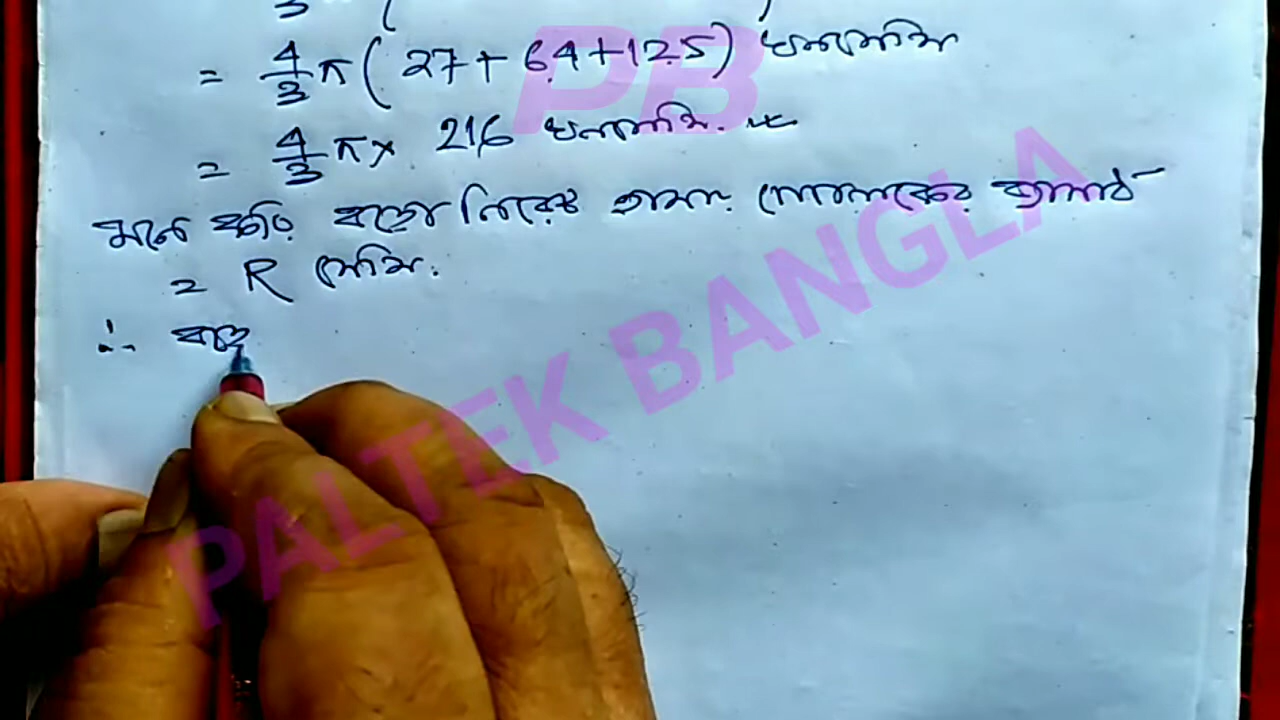 = 4/3 π ( 27 + 64 + 125 ) ঘনসেমি
= 4/3 π × 216 ঘনসেমি.
মনে করি বড়ো নিরেট তামার গোলকের ব্যাসার্ধ
= R সেমি.
∴ বড়
PB
PALTEK BANGLA